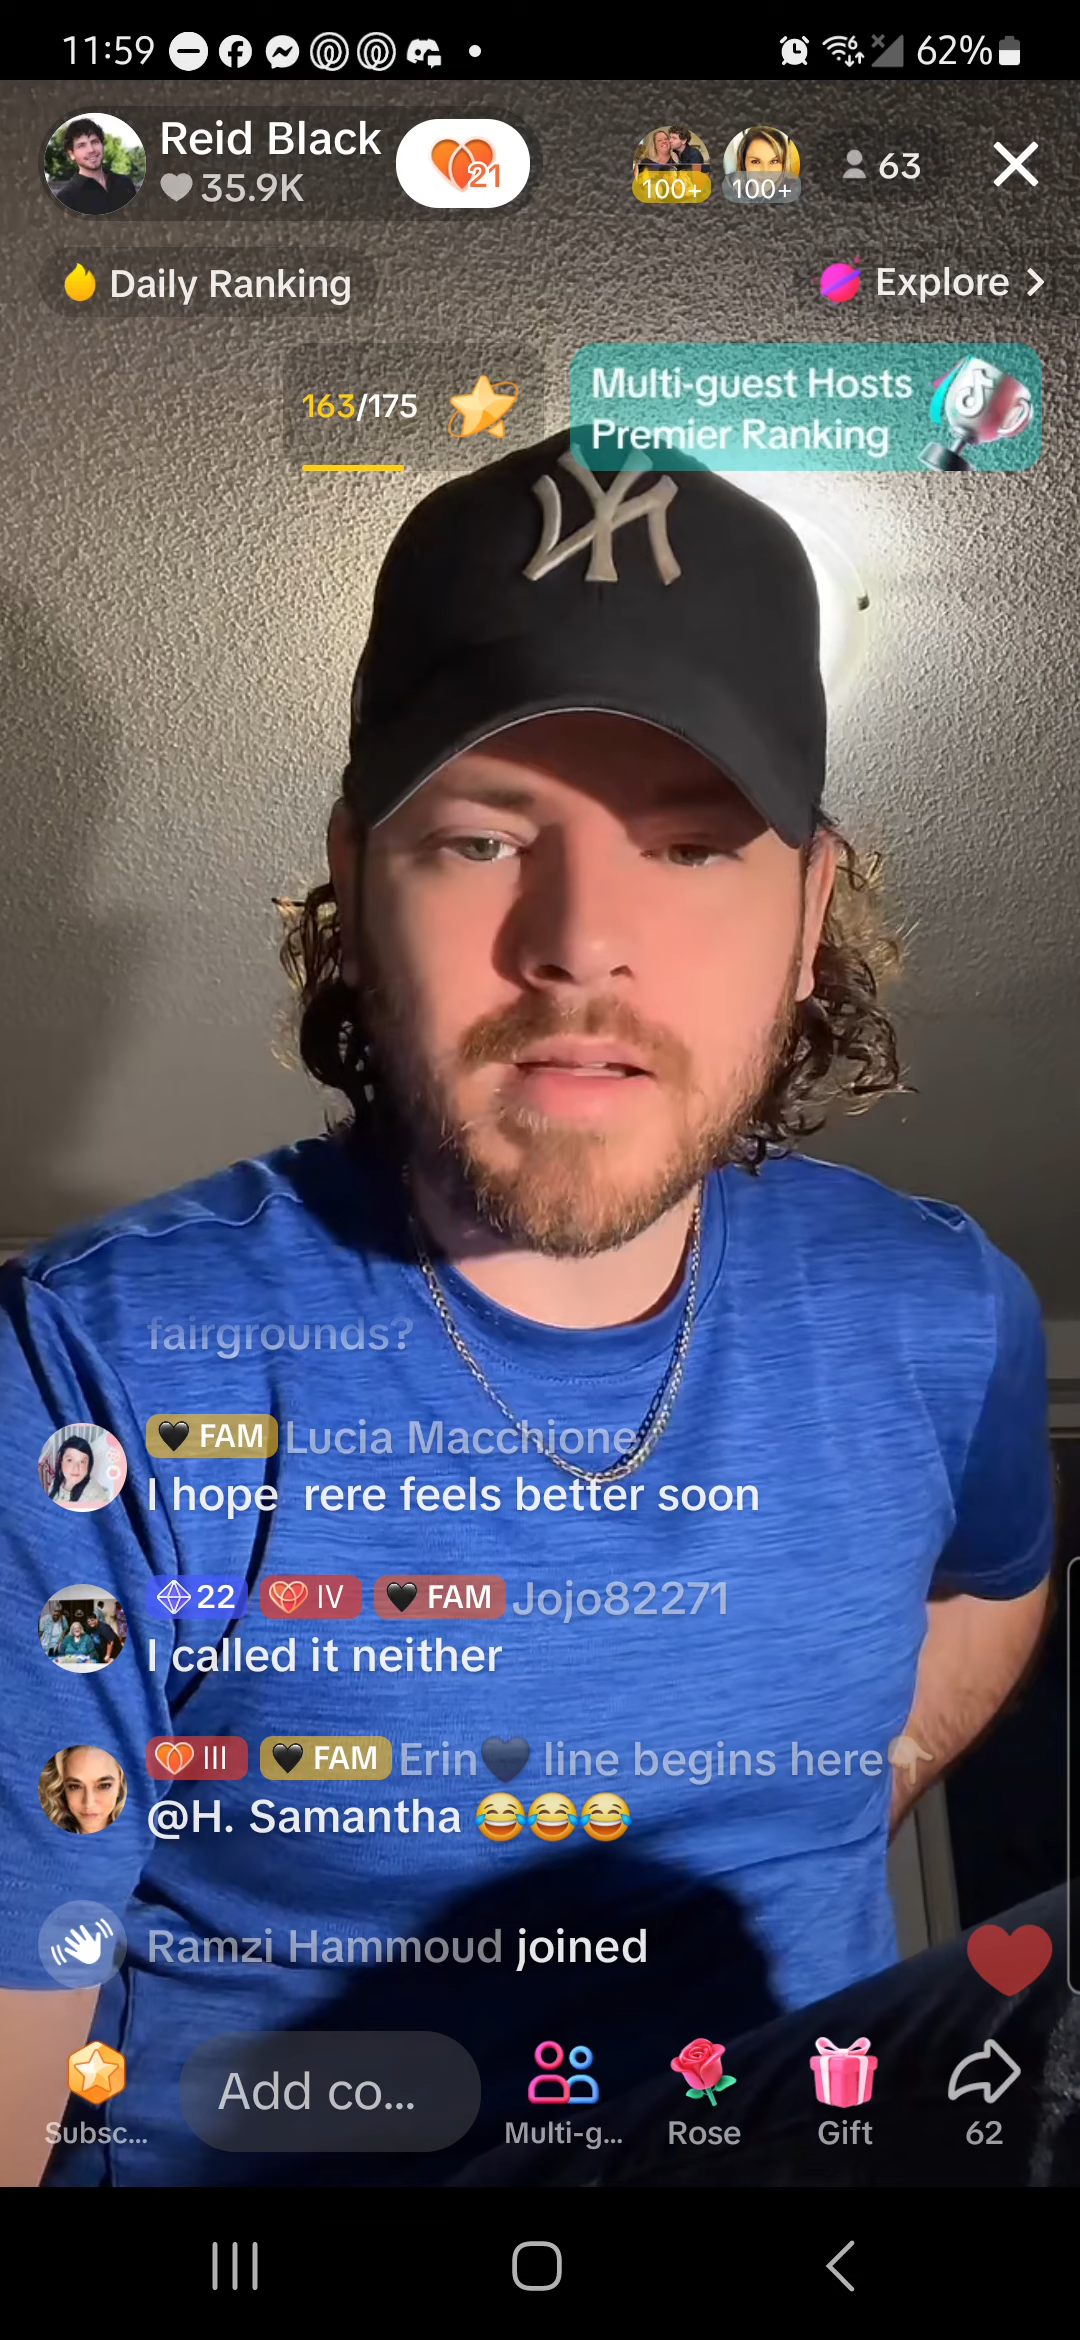 11:59
62%
Reid Black
35.9K
21
100+
100+
63
Daily Ranking
Explore >
163/175
Multi-guest Hosts
Premier Ranking
NY
fairgrounds?
🖤 FAM Lucia Macchione
I hope rere feels better soon
22 IV 🖤 FAM Jojo82271
I called it neither
III 🖤 FAM Erin🖤 line begins here👇
@H. Samantha 😂😂😂
Ramzi Hammoud joined
Subsc...
Add co...
Multi-g...
Rose
Gift
62